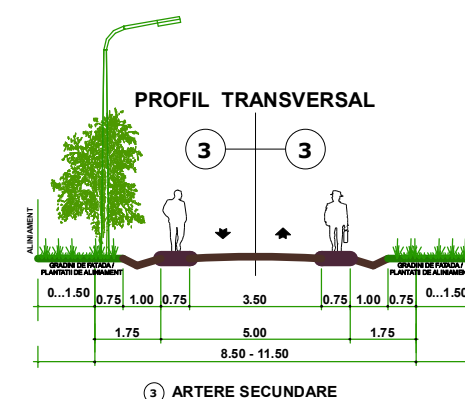 PROFIL TRANSVERSAL
3 3
ALINIAMENT
GRADINI DE FATADA / GRADINI DE FATADA /
PLANTATII DE ALINIAMENT PLANTATII DE ALINIAMEN
0...1.50 0.75 1.00 0.75 3.50 0.75 1.00 0.75 0...1.50
1.75 5.00 1.75
8.50 - 11.50
3 ARTERE SECUNDARE